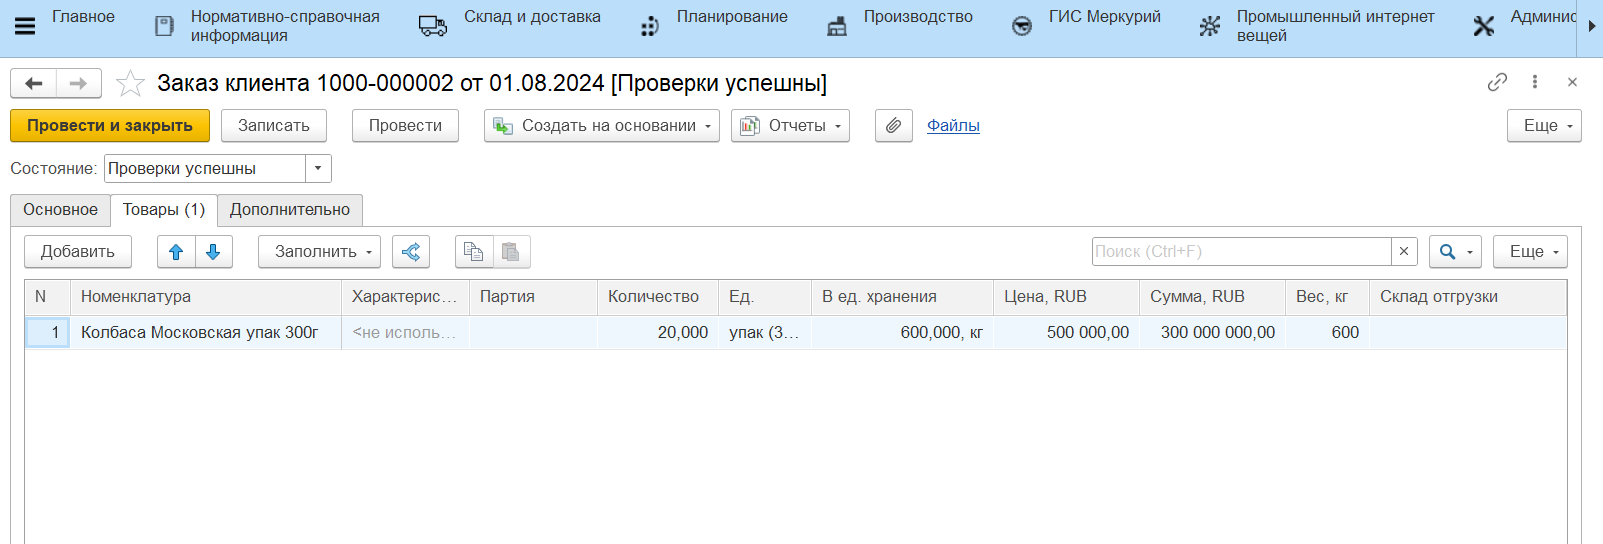 Главное
Нормативно-справочная
информация
Склад и доставка
Планирование
Производство
ГИС Меркурий
Промышленный интернет
вещей
Админис
Заказ клиента 1000-000002 от 01.08.2024 [Проверки успешны]
Провести и закрыть
Записать
Провести
Создать на основании
Отчеты
Файлы
Еще
Состояние: Проверки успешны
Основное
Товары (1)
Дополнительно
Добавить
Заполнить
Поиск (Ctrl+F)
Еще
N Номенклатура Характерис... Партия Количество Ед. В ед. хранения Цена, RUB Сумма, RUB Вес, кг Склад отгрузки
1 Колбаса Московская упак 300г <не исполь... 20,000 упак (3... 600,000, кг 500 000,00 300 000 000,00 600